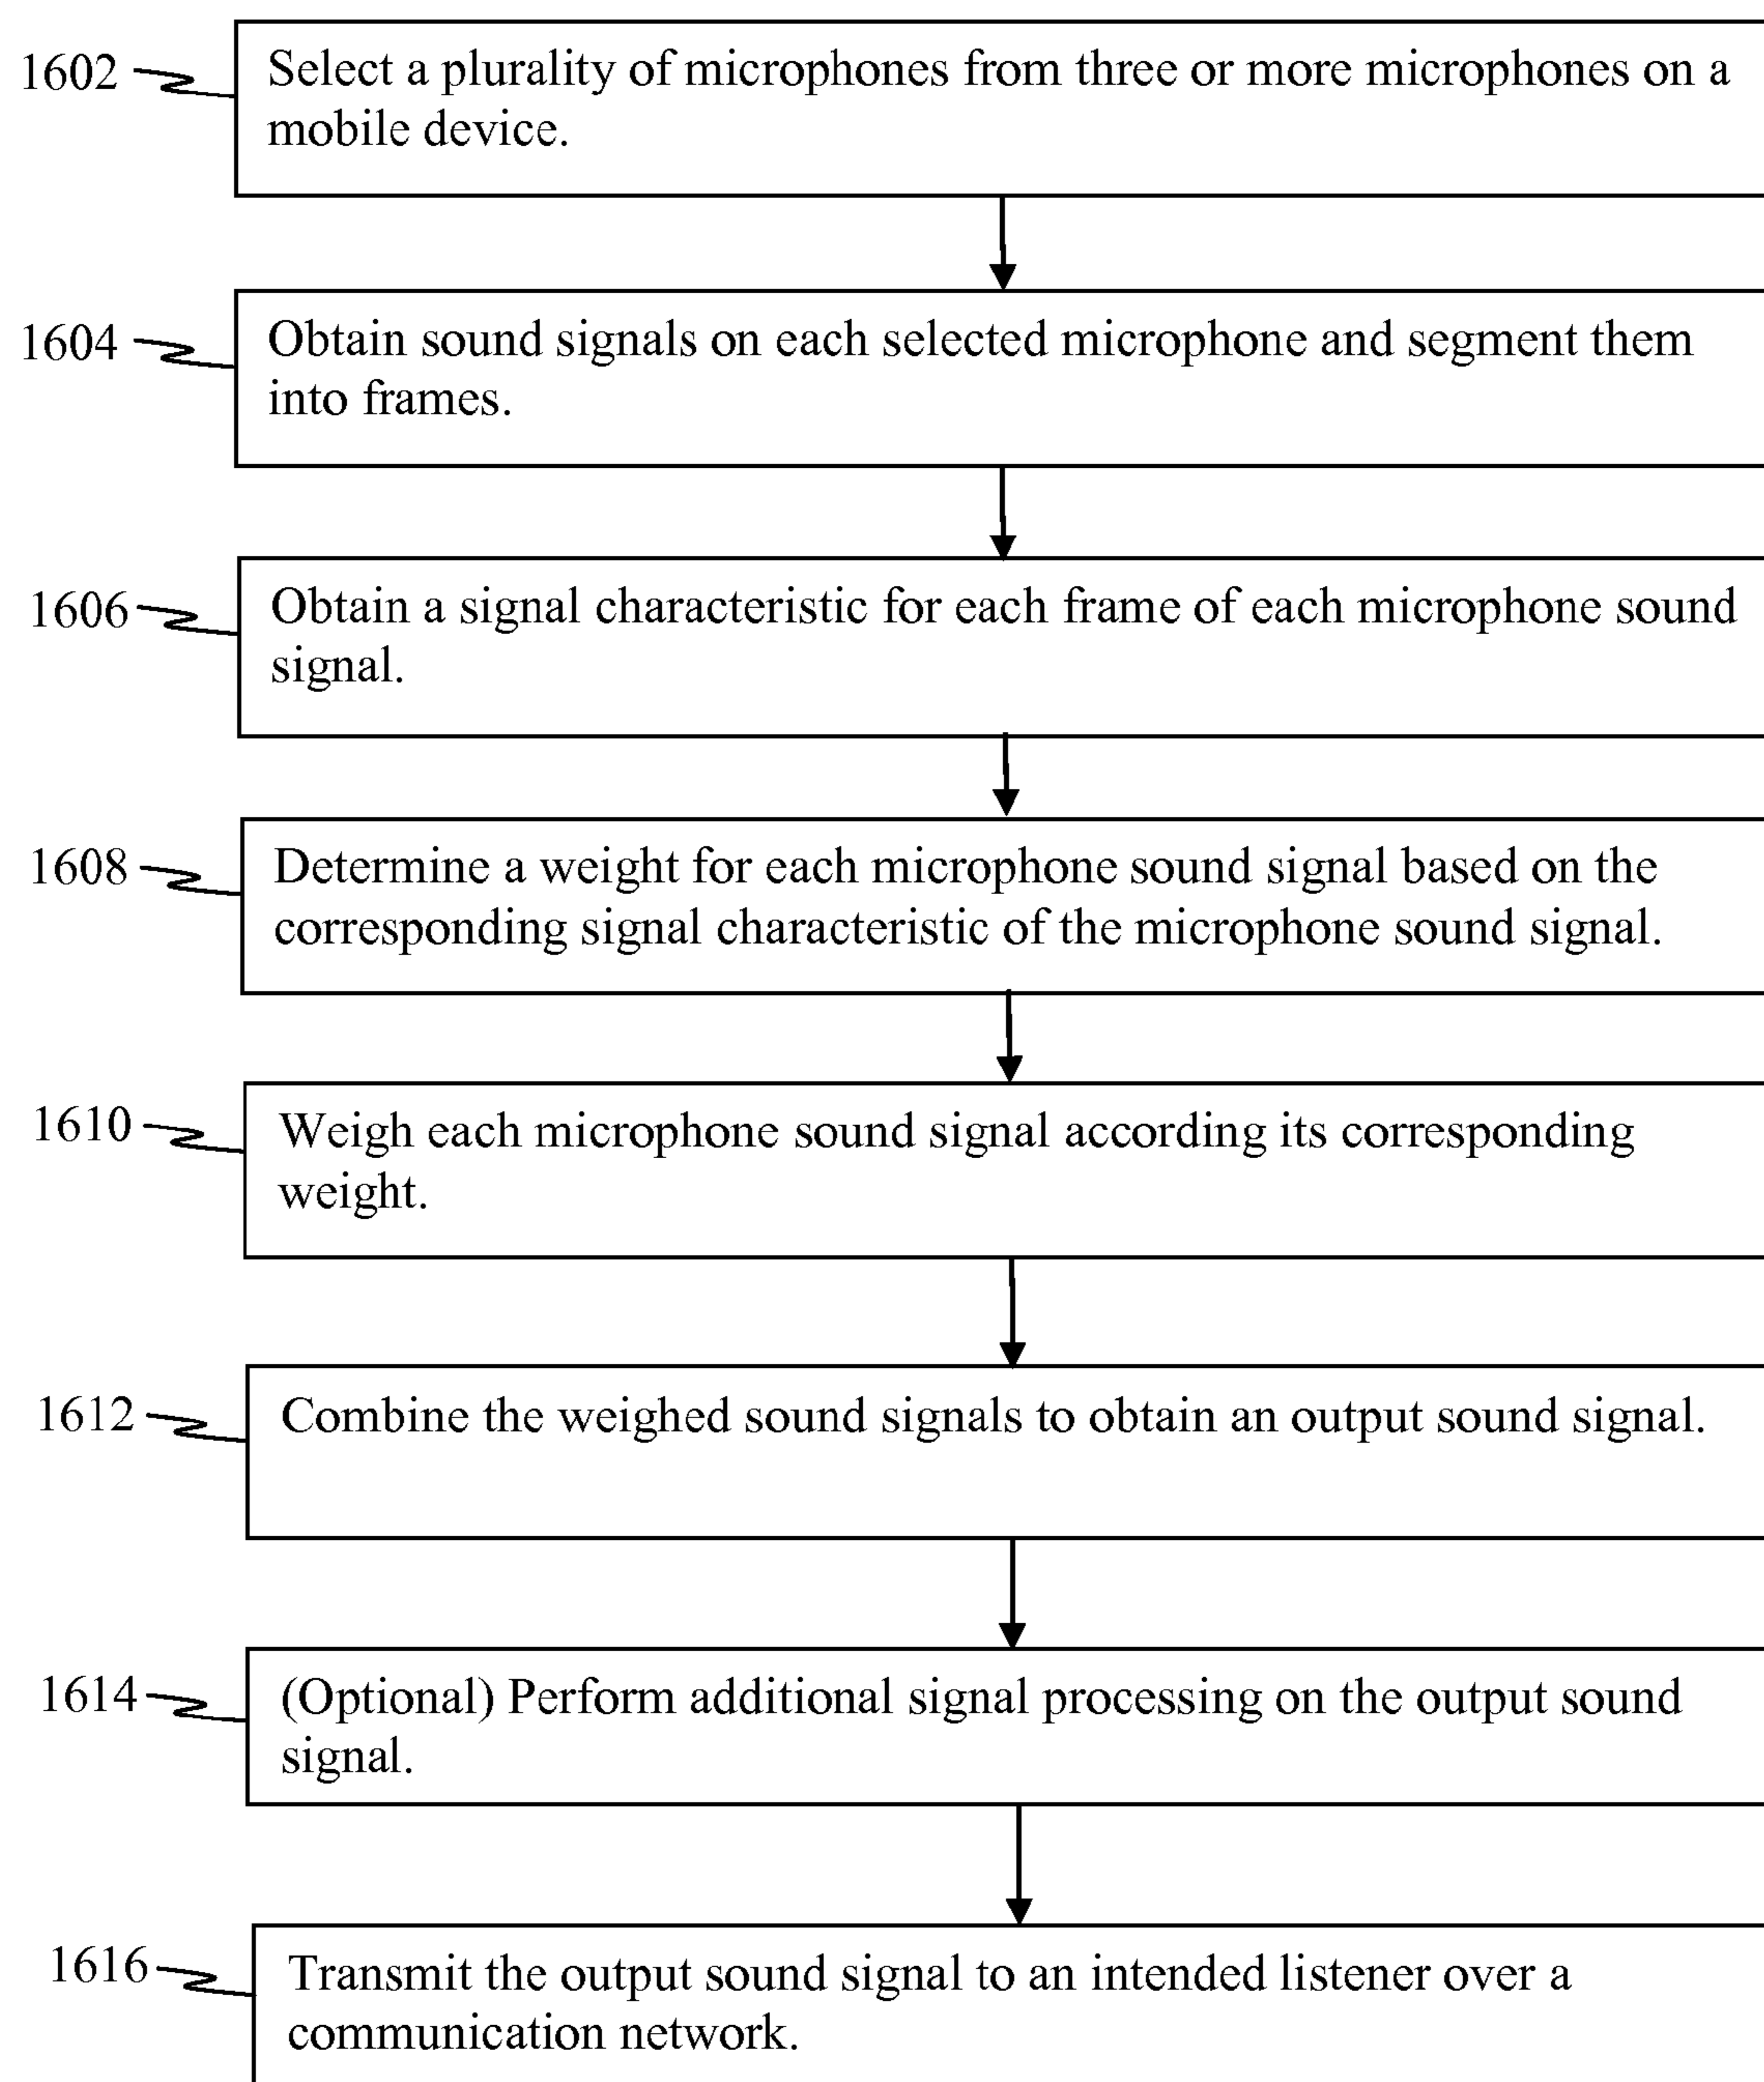 1602
Select a plurality of microphones from three or more microphones on a
mobile device.
1604
Obtain sound signals on each selected microphone and segment them
into frames.
1606
Obtain a signal characteristic for each frame of each microphone sound
signal.
1608
Determine a weight for each microphone sound signal based on the
corresponding signal characteristic of the microphone sound signal.
1610
Weigh each microphone sound signal according its corresponding
weight.
1612
Combine the weighed sound signals to obtain an output sound signal.
1614
(Optional) Perform additional signal processing on the output sound
signal.
1616
Transmit the output sound signal to an intended listener over a
communication network.